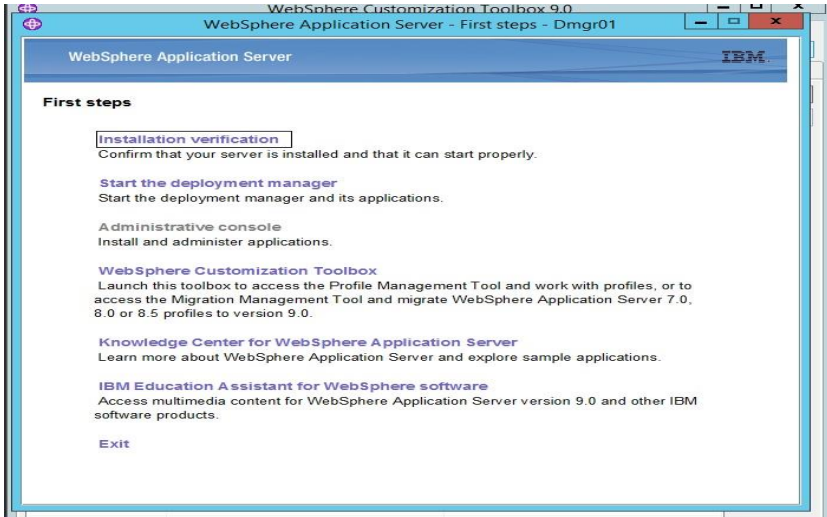 WebSphere Customization Toolbox 9.0
WebSphere Application Server - First steps - Dmgr01
WebSphere Application Server
IBM.
First steps
Installation verification
Confirm that your server is installed and that it can start properly.
Start the deployment manager
Start the deployment manager and its applications.
Administrative console
Install and administer applications.
WebSphere Customization Toolbox
Launch this toolbox to access the Profile Management Tool and work with profiles, or to
access the Migration Management Tool and migrate WebSphere Application Server 7.0,
8.0 or 8.5 profiles to version 9.0.
Knowledge Center for WebSphere Application Server
Learn more about WebSphere Application Server and explore sample applications.
IBM Education Assistant for WebSphere software
Access multimedia content for WebSphere Application Server version 9.0 and other IBM
software products.
Exit